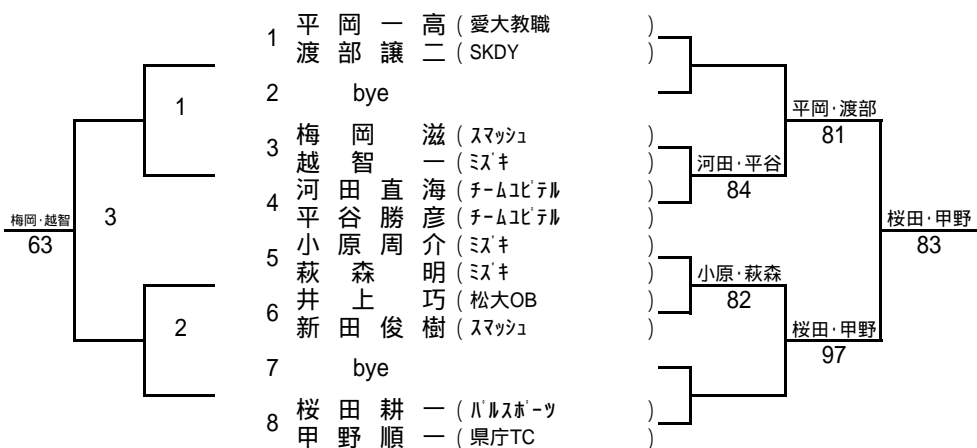 1 平岡一高 ( 愛大教職 )
渡部譲二 ( SKDY )
2 bye
3 梅岡滋 ( スマッシュ )
越智一 ( ミズキ )
4 河田直海 ( チームユピテル )
平谷勝彦 ( チームユピテル )
5 小原周介 ( ミズキ )
萩森明 ( ミズキ )
6 井上巧 ( 松大OB )
新田俊樹 ( スマッシュ )
7 bye
8 桜田耕一 ( パルスポーツ )
甲野順一 ( 県庁TC )
1
2
3
梅岡・越智
63
河田・平谷
84
小原・萩森
82
平岡・渡部
81
桜田・甲野
97
桜田・甲野
83